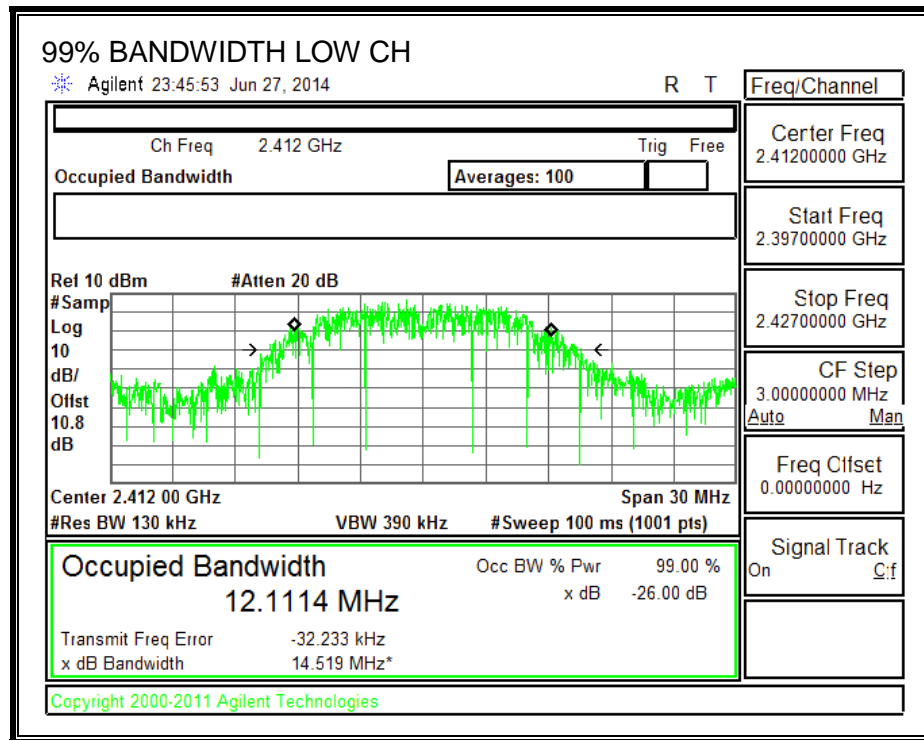 99% BANDWIDTH LOW CH
Agilent 23:45:53 Jun 27, 2014 R T
Freq/Channel
Ch Freq 2.412 GHz Trig Free
Occupied Bandwidth Averages: 100
Center Freq
2.41200000 GHz
Start Freq
2.39700000 GHz
Stop Freq
2.42700000 GHz
CF Step
3.00000000 MHz
Auto Man
Freq Offset
0.00000000 Hz
Signal Track
On Off
Ref 10 dBm #Atten 20 dB
#Samp
Log
10
dB/
Offst
10.8
dB
Center 2.412 00 GHz Span 30 MHz
#Res BW 130 kHz VBW 390 kHz #Sweep 100 ms (1001 pts)
Occupied Bandwidth Occ BW % Pwr 99.00 %
12.1114 MHz x dB -26.00 dB
Transmit Freq Error -32.233 kHz
x dB Bandwidth 14.519 MHz*
Copyright 2000-2011 Agilent Technologies